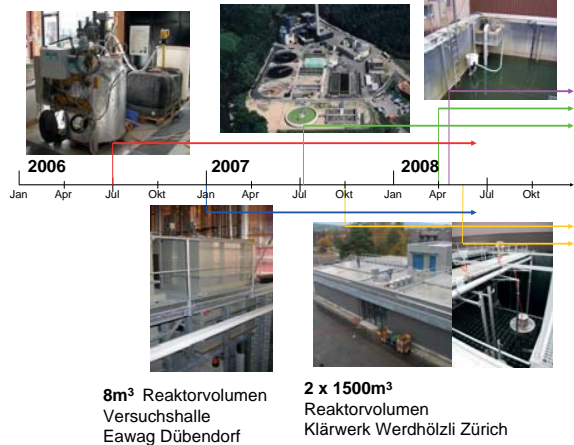 2006 2007 2008
Jan Apr Jul Okt Jan Apr Jul Okt Jan Apr Jul Okt
8m³ Reaktorvolumen
Versuchshalle
Eawag Dübendorf
2 x 1500m³
Reaktorvolumen
Klärwerk Werdhölzli Zürich